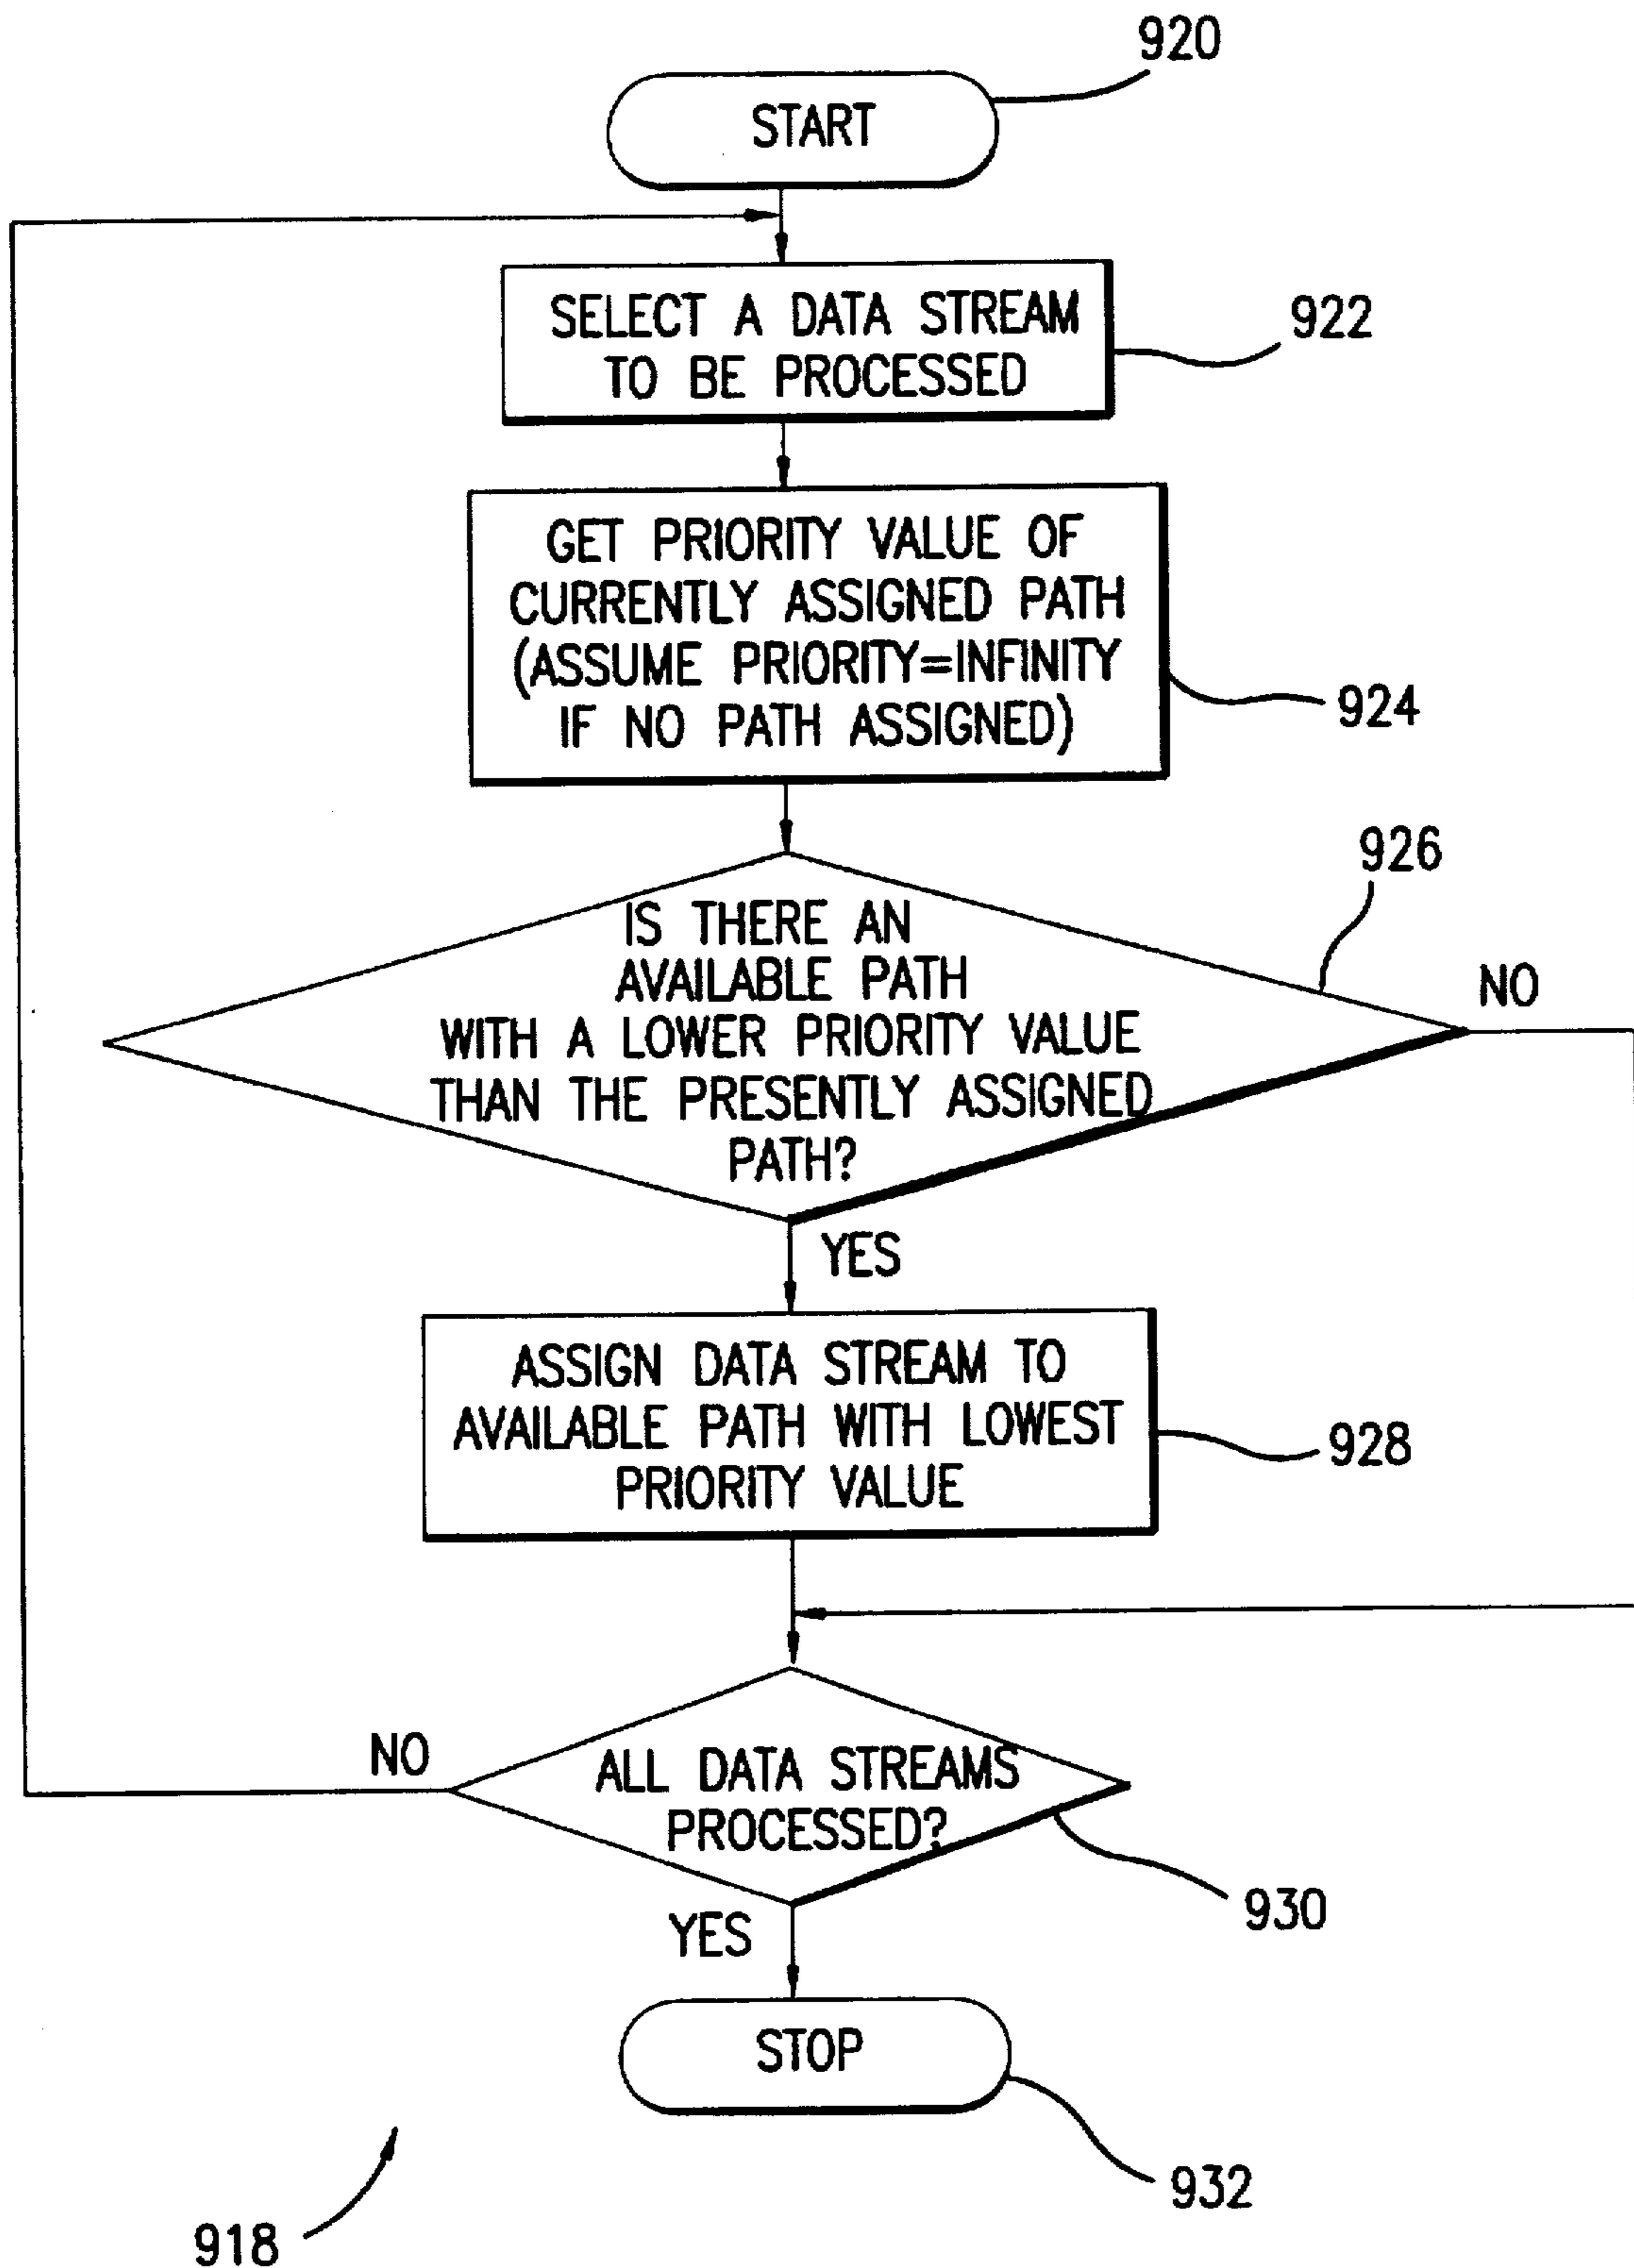 920
START
SELECT A DATA STREAM
TO BE PROCESSED
922
GET PRIORITY VALUE OF
CURRENTLY ASSIGNED PATH
(ASSUME PRIORITY=INFINITY
IF NO PATH ASSIGNED)
924
926
IS THERE AN
AVAILABLE PATH
WITH A LOWER PRIORITY VALUE
THAN THE PRESENTLY ASSIGNED
PATH?
NO
YES
ASSIGN DATA STREAM TO
AVAILABLE PATH WITH LOWEST
PRIORITY VALUE
928
NO
ALL DATA STREAMS
PROCESSED?
930
YES
STOP
932
918